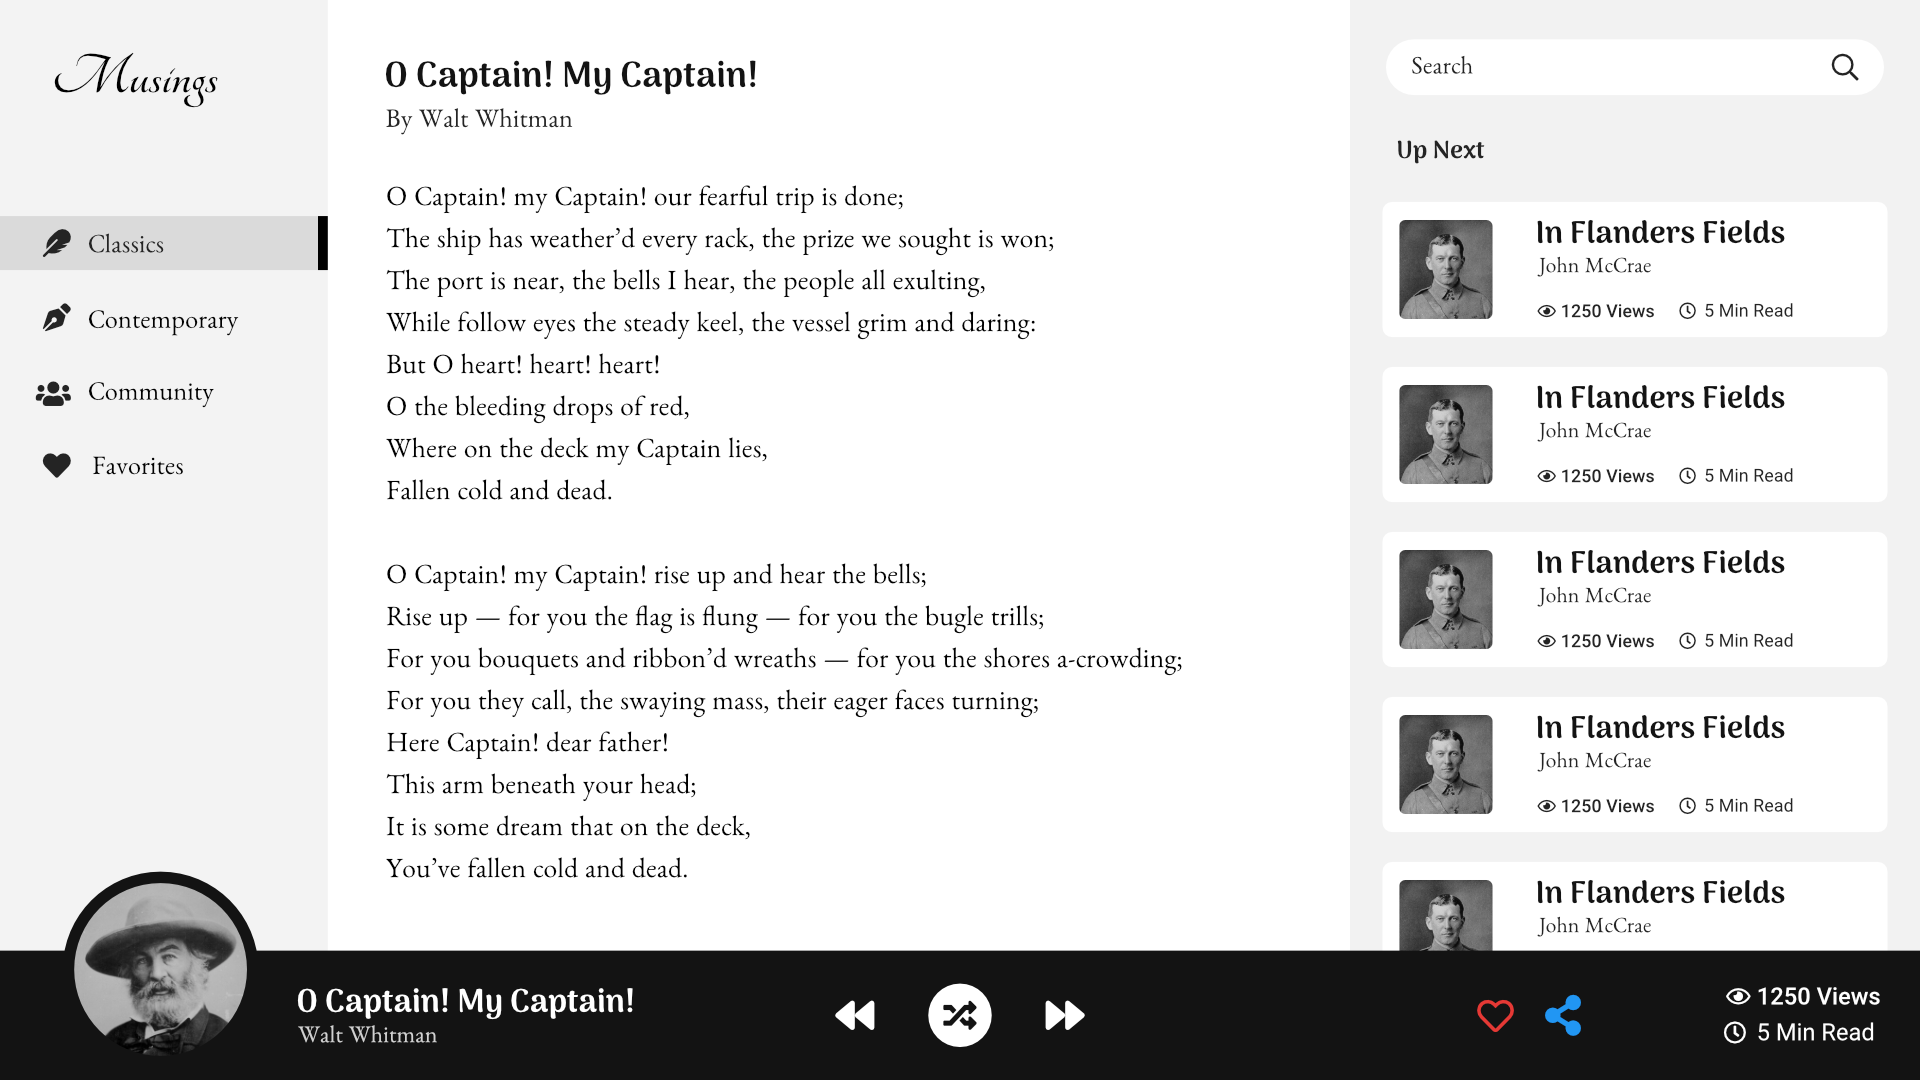 Musings
Classics
Contemporary
Community
Favorites
O Captain! My Captain!
By Walt Whitman
O Captain! my Captain! our fearful trip is done;
The ship has weather’d every rack, the prize we sought is won;
The port is near, the bells I hear, the people all exulting,
While follow eyes the steady keel, the vessel grim and daring:
But O heart! heart! heart!
O the bleeding drops of red,
Where on the deck my Captain lies,
Fallen cold and dead.
O Captain! my Captain! rise up and hear the bells;
Rise up — for you the flag is flung — for you the bugle trills;
For you bouquets and ribbon’d wreaths — for you the shores a-crowding;
For you they call, the swaying mass, their eager faces turning;
Here Captain! dear father!
This arm beneath your head;
It is some dream that on the deck,
You’ve fallen cold and dead.
Search
Up Next
In Flanders Fields
John McCrae
1250 Views 5 Min Read
In Flanders Fields
John McCrae
1250 Views 5 Min Read
In Flanders Fields
John McCrae
1250 Views 5 Min Read
In Flanders Fields
John McCrae
1250 Views 5 Min Read
In Flanders Fields
John McCrae
O Captain! My Captain!
Walt Whitman
1250 Views
5 Min Read